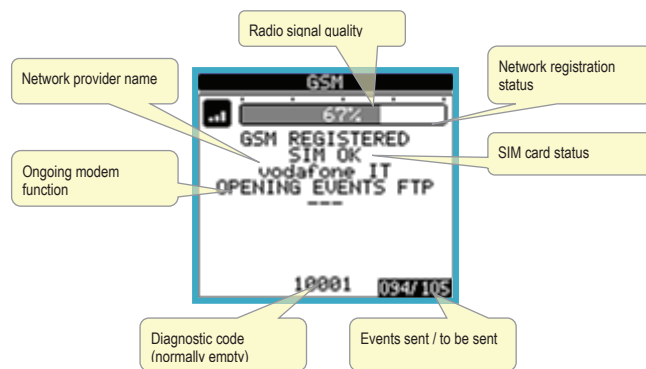 Radio signal quality
Network provider name
Network registration
status
GSM
67%
GSM REGISTERED
SIM OK
SIM card status
vodafone IT
Ongoing modem
function
OPENING EVENTS FTP
---
10001
094/105
Diagnostic code
(normally empty)
Events sent / to be sent